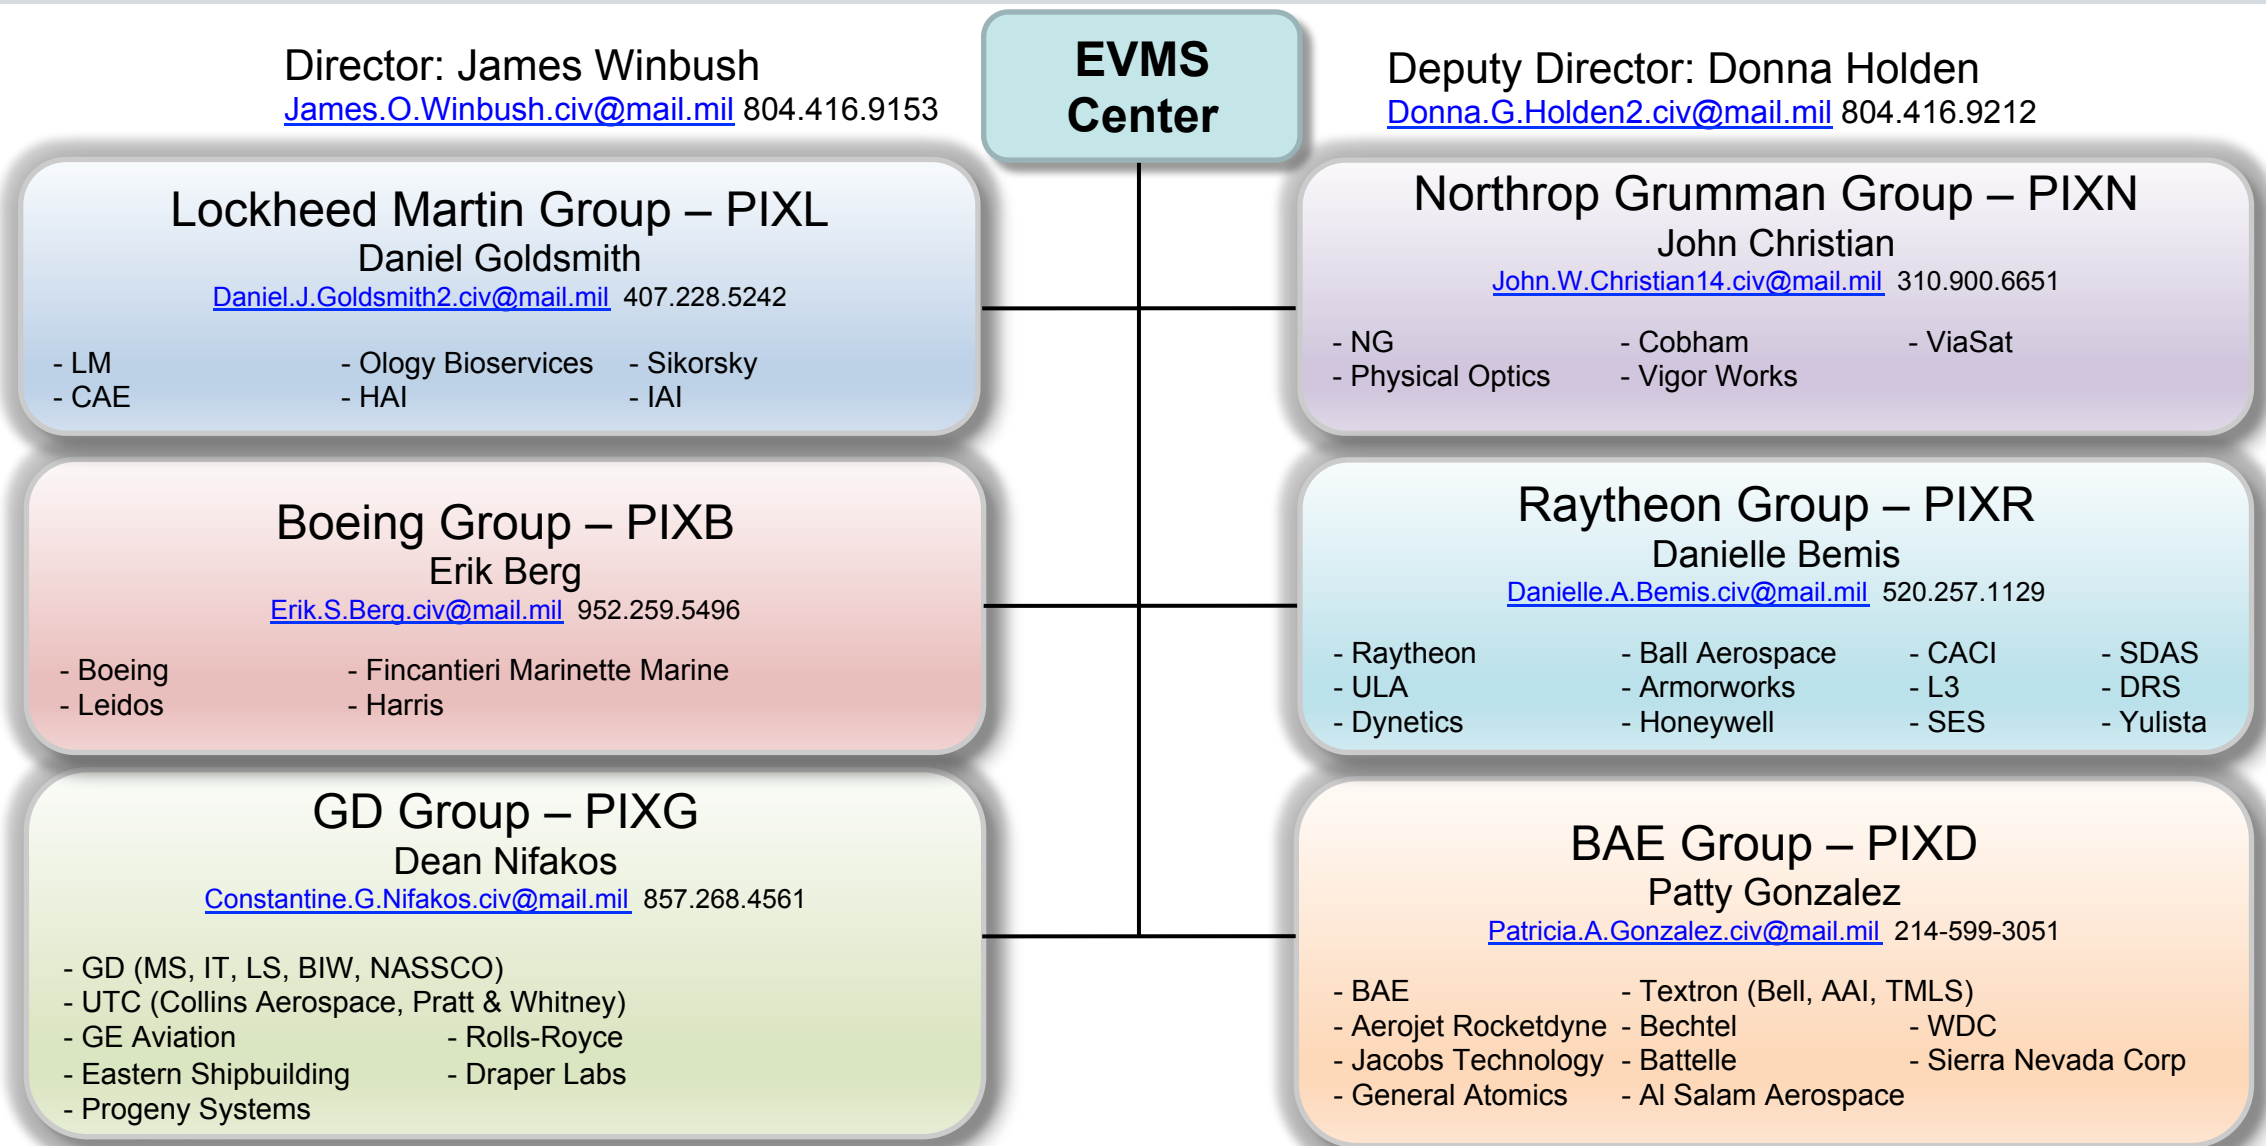 EVMS
Center
Director: James Winbush
James.O.Winbush.civ@mail.mil 804.416.9153
Deputy Director: Donna Holden
Donna.G.Holden2.civ@mail.mil 804.416.9212
Lockheed Martin Group – PIXL
Daniel Goldsmith
Daniel.J.Goldsmith2.civ@mail.mil 407.228.5242
- LM - Ology Bioservices - Sikorsky
- CAE - HAI - IAI
Northrop Grumman Group – PIXN
John Christian
John.W.Christian14.civ@mail.mil 310.900.6651
- NG - Cobham - ViaSat
- Physical Optics - Vigor Works
Boeing Group – PIXB
Erik Berg
Erik.S.Berg.civ@mail.mil 952.259.5496
- Boeing - Fincantieri Marinette Marine
- Leidos - Harris
Raytheon Group – PIXR
Danielle Bemis
Danielle.A.Bemis.civ@mail.mil 520.257.1129
- Raytheon - Ball Aerospace - CACI - SDAS
- ULA - Armorworks - L3 - DRS
- Dynetics - Honeywell - SES - Yulista
GD Group – PIXG
Dean Nifakos
Constantine.G.Nifakos.civ@mail.mil 857.268.4561
- GD (MS, IT, LS, BIW, NASSCO)
- UTC (Collins Aerospace, Pratt & Whitney)
- GE Aviation - Rolls-Royce
- Eastern Shipbuilding - Draper Labs
- Progeny Systems
BAE Group – PIXD
Patty Gonzalez
Patricia.A.Gonzalez.civ@mail.mil 214-599-3051
- BAE - Textron (Bell, AAI, TMLS)
- Aerojet Rocketdyne - Bechtel - WDC
- Jacobs Technology - Battelle - Sierra Nevada Corp
- General Atomics - Al Salam Aerospace